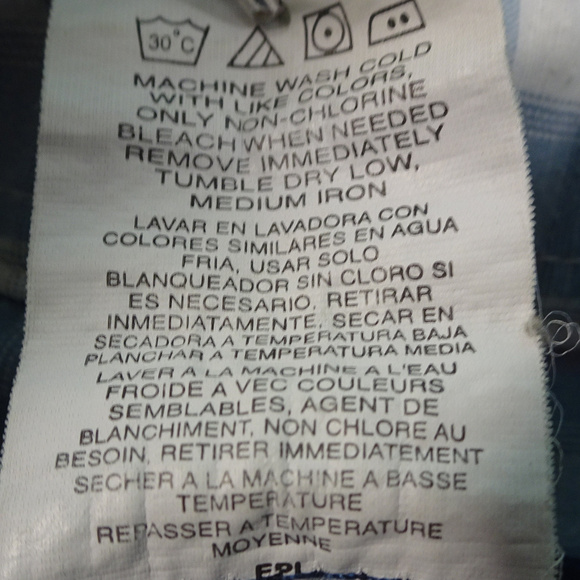 30°C
MACHINE WASH COLD
WITH LIKE COLORS,
ONLY NON-CHLORINE
BLEACH WHEN NEEDED
REMOVE IMMEDIATELY
TUMBLE DRY LOW,
MEDIUM IRON
LAVAR EN LAVADORA CON
COLORES SIMILARES EN AGUA
FRIA, USAR SOLO
BLANQUEADOR SIN CLORO SI
ES NECESARIO. RETIRAR
INMEDIATAMENTE. SECAR EN
SECADORA A TEMPERATURA BAJA
PLANCHAR A TEMPERATURA MEDIA
LAVER A LA MACHINE A L'EAU
FROIDE A VEC COULEURS
SEMBLABLES, AGENT DE
BLANCHIMENT, NON CHLORE AU
BESOIN, RETIRER IMMEDIATEMENT
SECHER A LA MACHINE A BASSE
TEMPERATURE
REPASSER A TEMPERATURE
MOYENNE